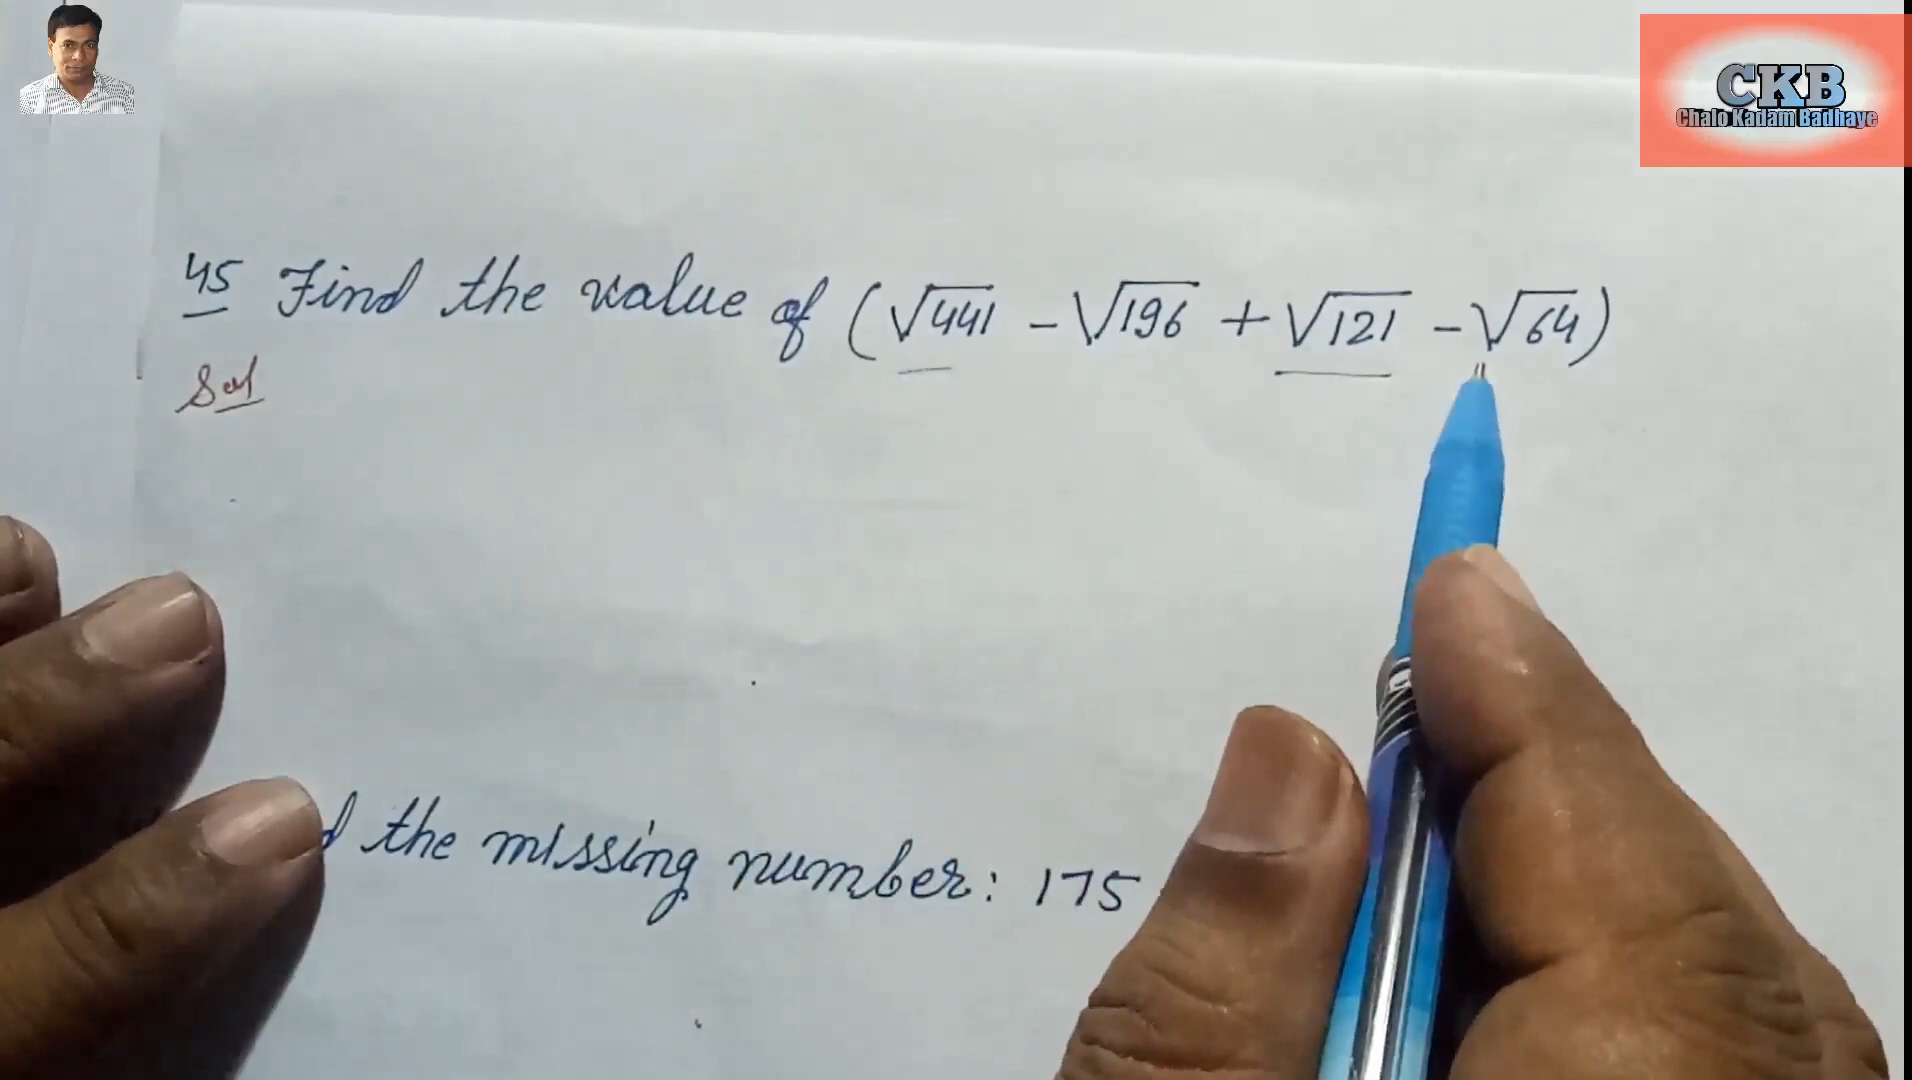 CKB
Chalo Kadam Badhaye
45 Find the value of (√441 - √196 + √121 - √64)
Sol
the missing number: 175